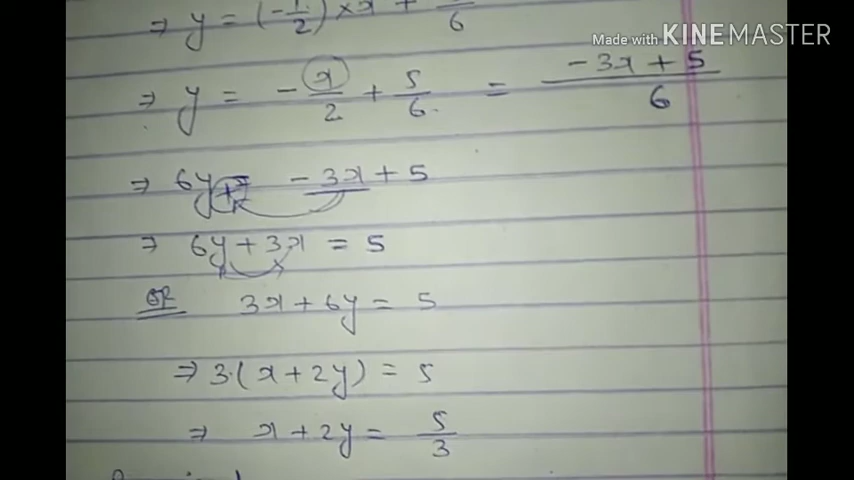 Made with KINEMASTER
⇒ y = (-1/2) × x + /6
⇒ y = - x/2 + 5/6 = (-3x + 5)/6
⇒ 6y = -3x + 5
⇒ 6y + 3x = 5
OR 3x + 6y = 5
⇒ 3·(x + 2y) = 5
⇒ x + 2y = 5/3